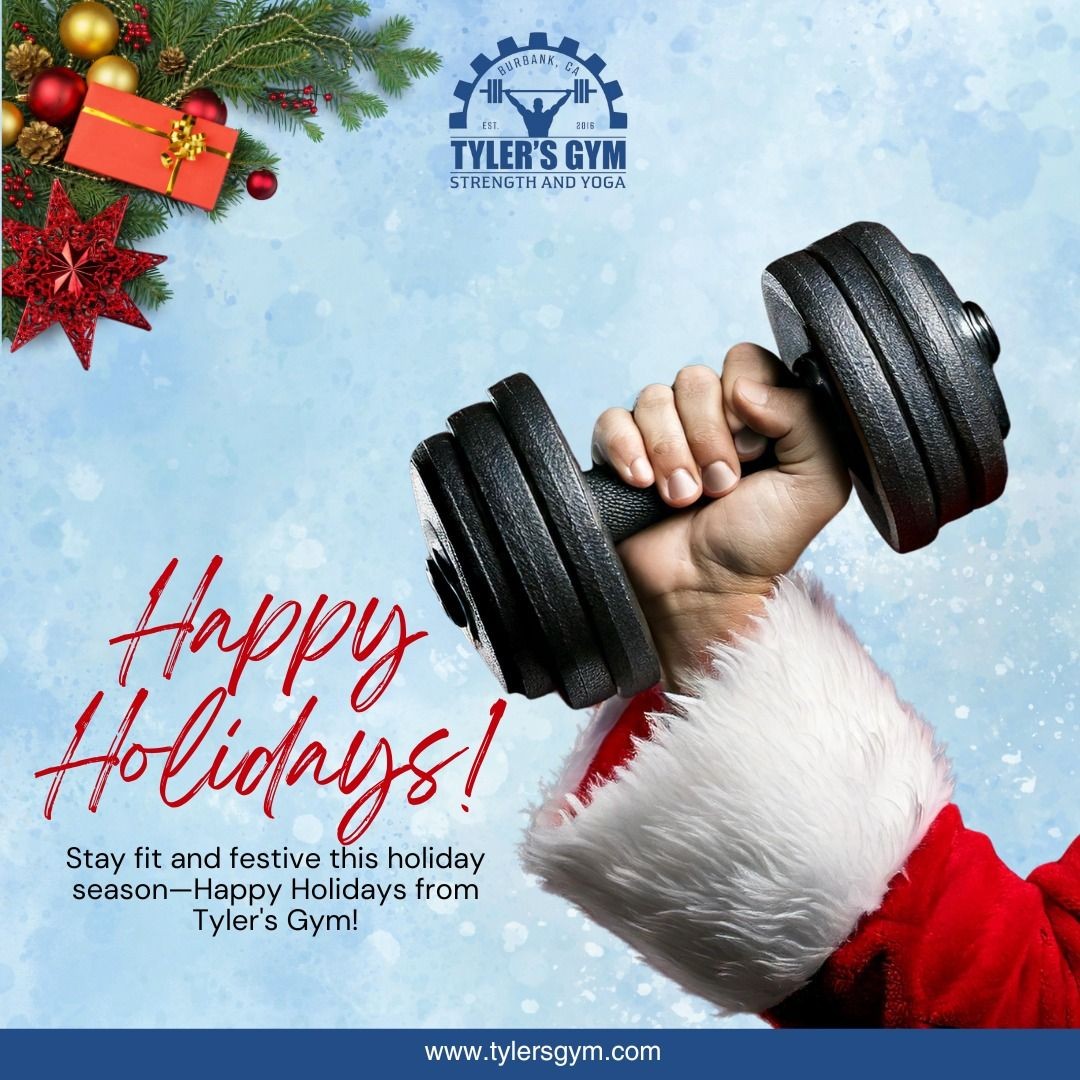 BURBANK, CA
EST. 2016
TYLER'S GYM
STRENGTH AND YOGA
Happy
Holidays!
Stay fit and festive this holiday
season—Happy Holidays from
Tyler's Gym!
www.tylersgym.com